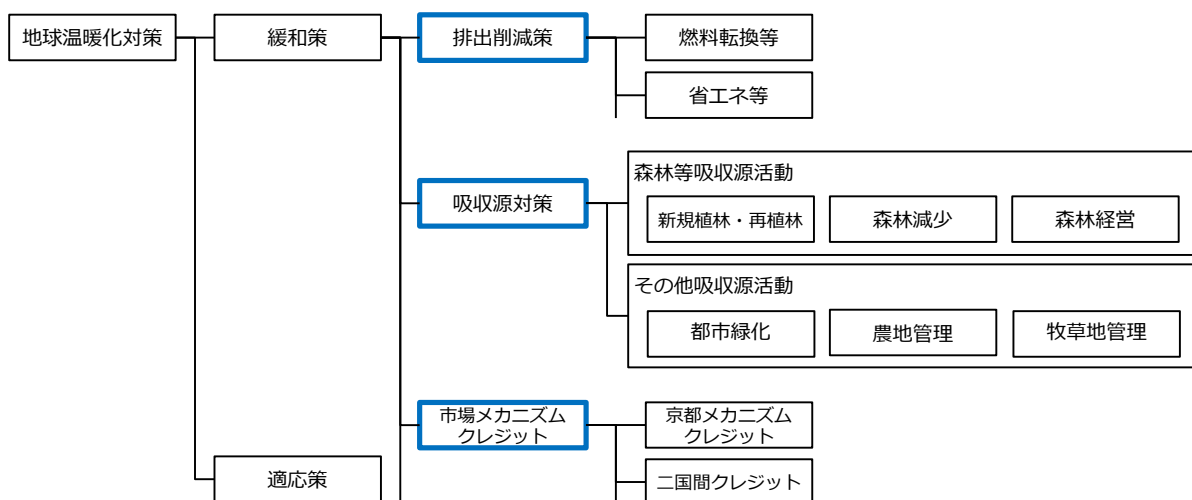 地球温暖化対策
緩和策
排出削減策
燃料転換等
省エネ等
吸収源対策
森林等吸収源活動
新規植林・再植林
森林減少
森林経営
その他吸収源活動
都市緑化
農地管理
牧草地管理
市場メカニズム
クレジット
京都メカニズム
クレジット
適応策
二国間クレジット